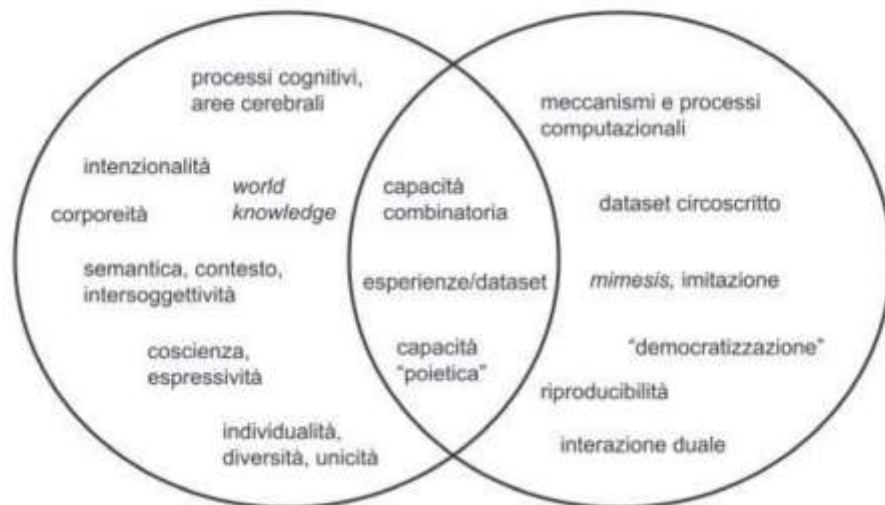 processi cognitivi,
aree cerebrali
intenzionalità
world
knowledge
corporeità
semantica, contesto,
intersoggettività
coscienza,
espressività
individualità,
diversità, unicità
capacità
combinatoria
esperienze/dataset
capacità
“poietica”
meccanismi e processi
computazionali
dataset circoscritto
mimesis, imitazione
“democratizzazione”
riproducibilità
interazione duale